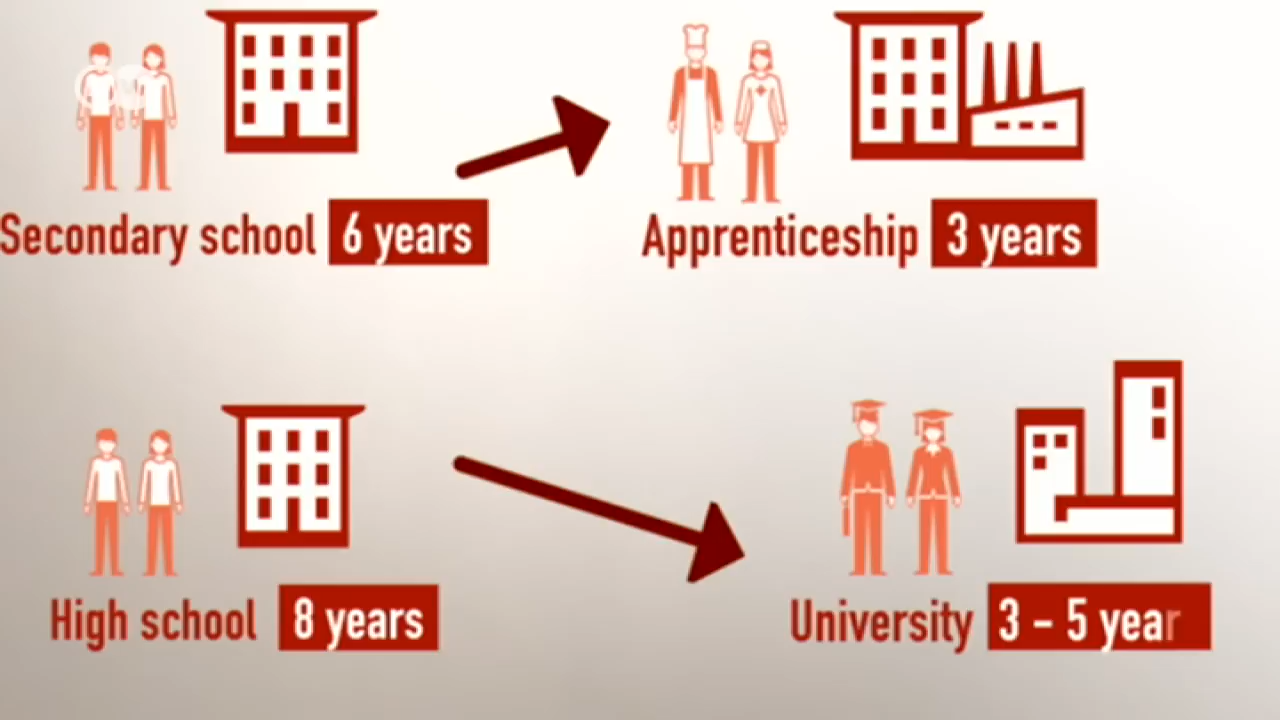 Secondary school 6 years
Apprenticeship 3 years
High school 8 years
University 3 – 5 year